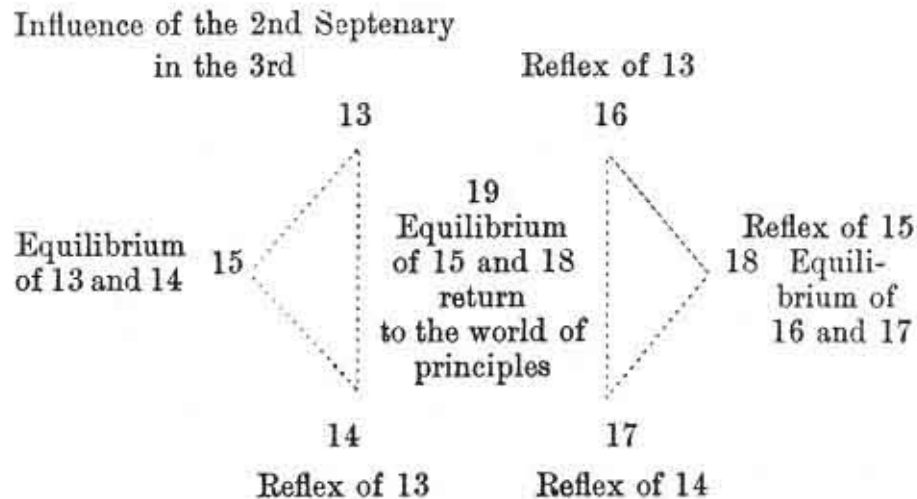 Influence of the 2nd Septenary
in the 3rd
Reflex of 13
13
16
19
Equilibrium
of 13 and 14
15
Equilibrium
of 15 and 18
return
to the world of
principles
Reflex of 15
18 Equili-
brium of
16 and 17
14
17
Reflex of 13
Reflex of 14